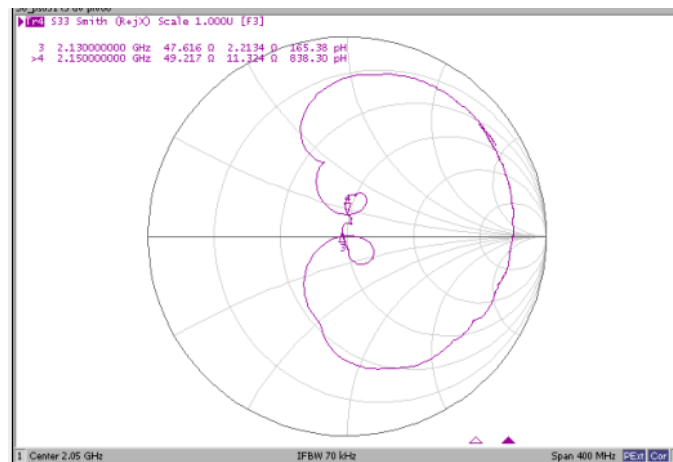 Tr4 S33 Smith (R+jX) Scale 1.000U [F3]
3 2.130000000 GHz 47.616 Ω 2.2134 Ω 165.38 pH
>4 2.150000000 GHz 49.217 Ω 11.324 Ω 838.30 pH
1 Center 2.05 GHz IFBW 70 kHz Span 400 MHz PExt Cor